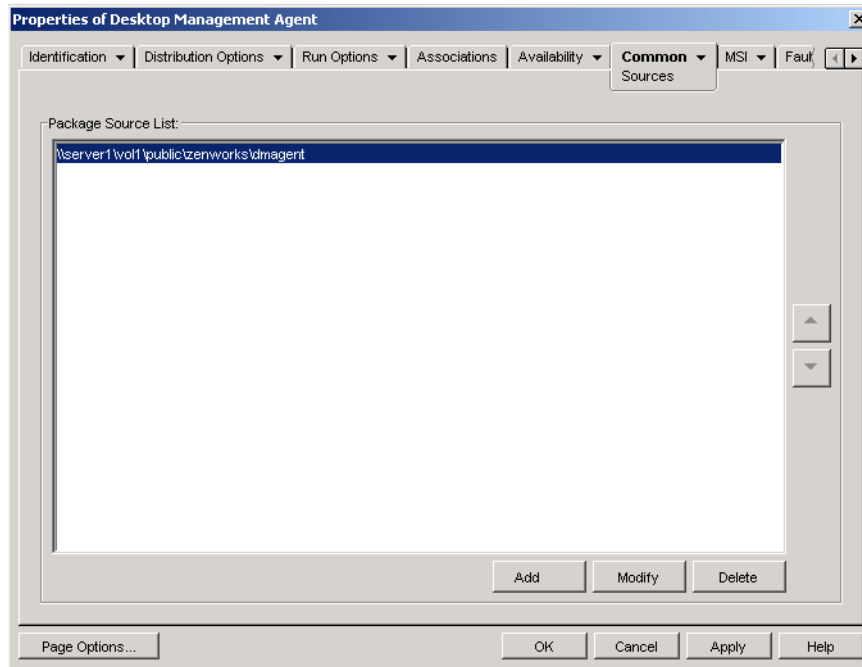 Properties of Desktop Management Agent
Identification Distribution Options Run Options Associations Availability Common MSI Faul
Sources
Package Source List:
\\server1\vol1\public\zenworks\dmagent
Add Modify Delete
Page Options... OK Cancel Apply Help